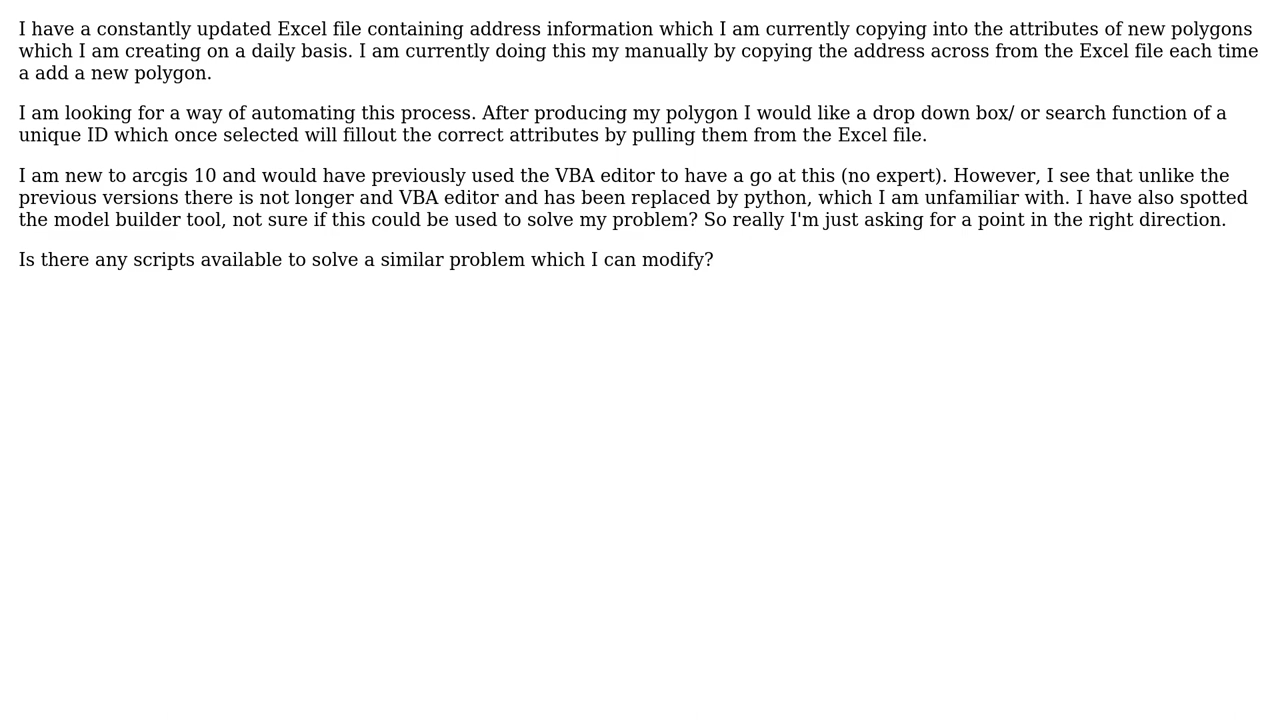 I have a constantly updated Excel file containing address information which I am currently copying into the attributes of new polygons
which I am creating on a daily basis. I am currently doing this my manually by copying the address across from the Excel file each time
a add a new polygon.
I am looking for a way of automating this process. After producing my polygon I would like a drop down box/ or search function of a
unique ID which once selected will fillout the correct attributes by pulling them from the Excel file.
I am new to arcgis 10 and would have previously used the VBA editor to have a go at this (no expert). However, I see that unlike the
previous versions there is not longer and VBA editor and has been replaced by python, which I am unfamiliar with. I have also spotted
the model builder tool, not sure if this could be used to solve my problem? So really I'm just asking for a point in the right direction.
Is there any scripts available to solve a similar problem which I can modify?